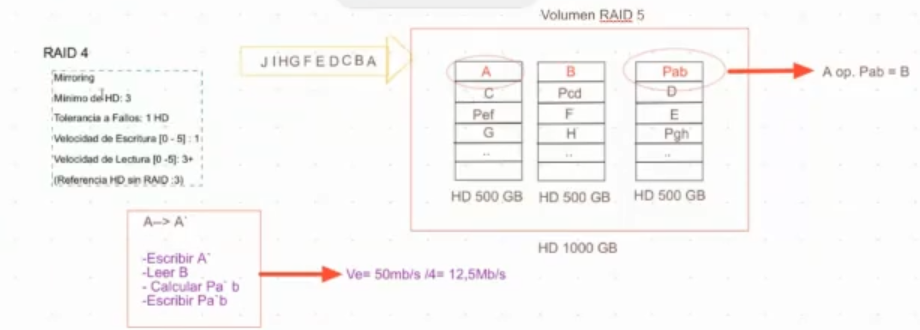 Volumen RAID 5
RAID 4
Mirroring
Mínimo de HD: 3
Tolerancia a Fallos: 1 HD
Velocidad de Escritura [0 - 5] : 1
Velocidad de Lectura [0 -5]: 3+
(Referencia HD sin RAID :3)
J I H G F E D C B A
A B Pab
C Pcd D
Pef F E
G H Pgh
.. .. ..
HD 500 GB HD 500 GB HD 500 GB
A op. Pab = B
HD 1000 GB
A--> A`
-Escribir A`
-Leer B
- Calcular Pa` b
-Escribir Pa`b
Ve= 50mb/s /4= 12,5Mb/s